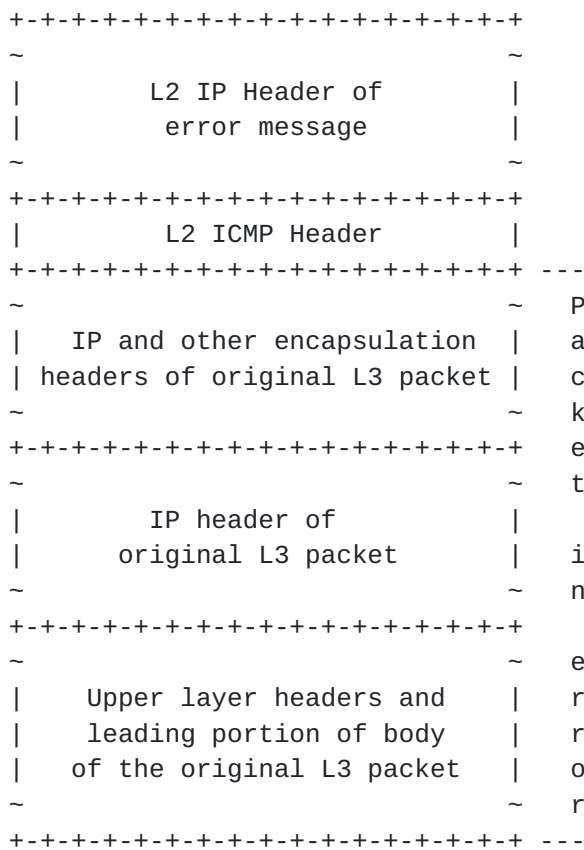 +-+-+-+-+-+-+-+-+-+-+-+-+-+-+-+-+
~                               ~
|        L2 IP Header of        |
|         error message         |
~                               ~
+-+-+-+-+-+-+-+-+-+-+-+-+-+-+-+-+
|         L2 ICMP Header        |
+-+-+-+-+-+-+-+-+-+-+-+-+-+-+-+-+ ---
~                               ~   P
|   IP and other encapsulation  |   a
| headers of original L3 packet |   c
~                               ~   k
+-+-+-+-+-+-+-+-+-+-+-+-+-+-+-+-+   e
~                               ~   t
|        IP header of           |
|      original L3 packet       |   i
~                               ~   n
+-+-+-+-+-+-+-+-+-+-+-+-+-+-+-+-+
~                               ~   e
|    Upper layer headers and    |   r
|    leading portion of body    |   r
|   of the original L3 packet   |   o
~                               ~   r
+-+-+-+-+-+-+-+-+-+-+-+-+-+-+-+-+ ---